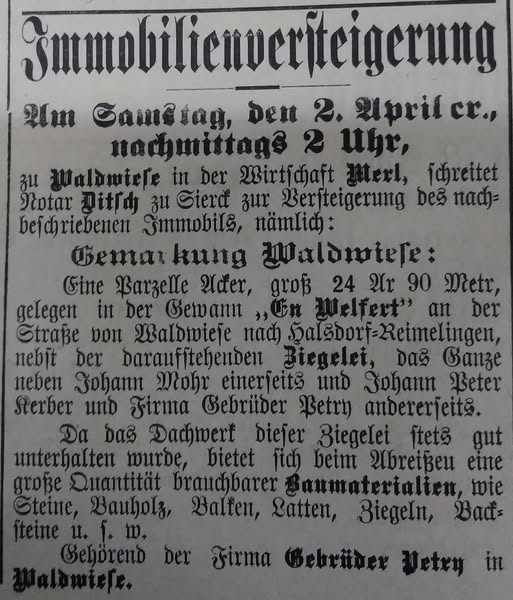 Immobilienversteigerung
Am Samstag, den 2. April cr.,
nachmittags 2 Uhr,
zu Waldwiese in der Wirtschaft Merl, schreitet
Notar Ditsch zu Sierck zur Versteigerung des nach-
beschriebenen Immobils, nämlich:
Gemarkung Waldwiese:
Eine Parzelle Acker, groß 24 Ar 90 Metr,
gelegen in der Gewann „En Welfert" an der
Straße von Waldwiese nach Halsdorf-Reimelingen,
nebst der daraufstehenden Ziegelei, das Ganze
neben Johann Mohr einerseits und Johann Peter
Kerber und Firma Gebrüder Petry andererseits.
Da das Dachwerk dieser Ziegelei stets gut
unterhalten wurde, bietet sich beim Abreißen eine
große Quantität brauchbarer Baumaterialien, wie
Steine, Bauholz, Balken, Latten, Ziegeln, Back-
steine u. s. w.
Gehörend der Firma Gebrüder Petry in
Waldwiese.